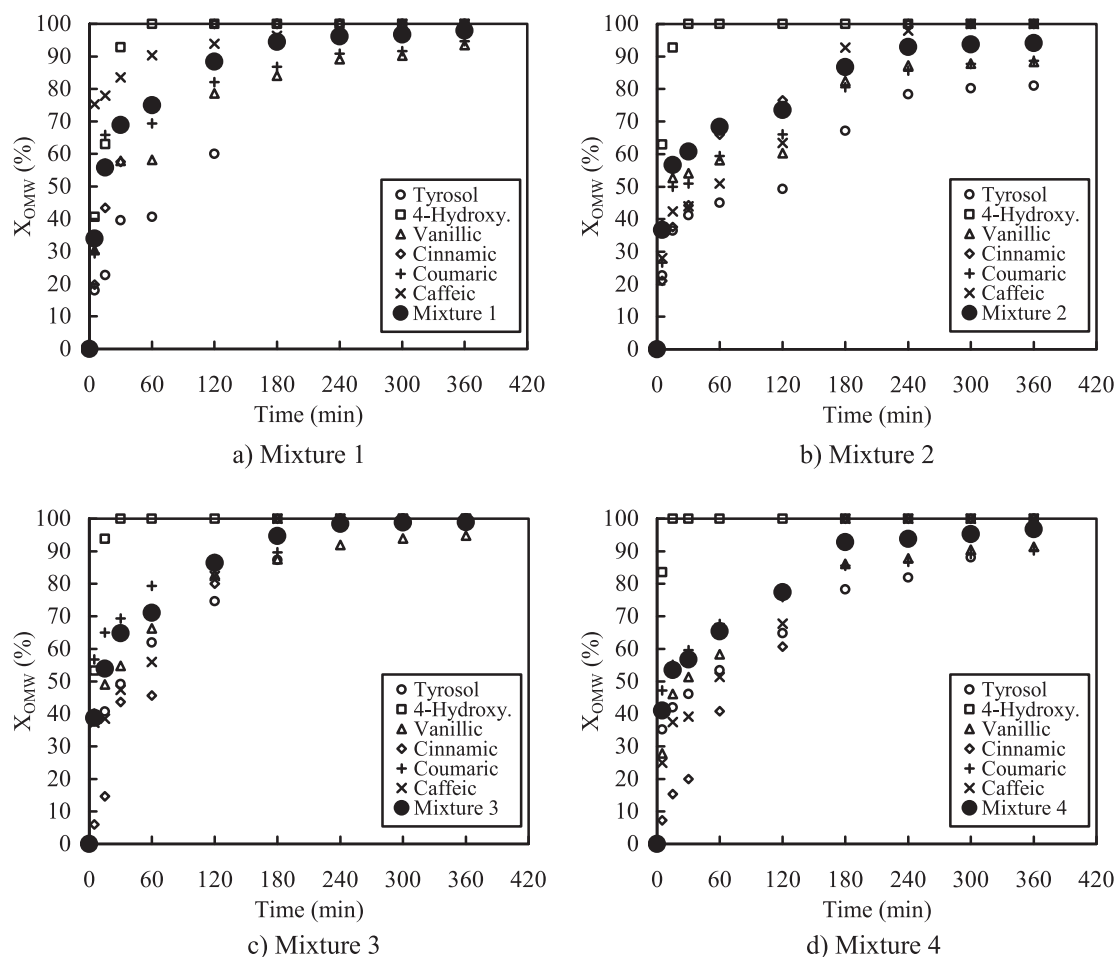 100
90
80
70
60
50
40
30
20
10
0
X_OMW (%)
Tyrosol
4-Hydroxy.
Vanillic
Cinnamic
Coumaric
Caffeic
Mixture 1
0 60 120 180 240 300 360 420
Time (min)
a) Mixture 1
100
90
80
70
60
50
40
30
20
10
0
X_OMW (%)
Tyrosol
4-Hydroxy.
Vanillic
Cinnamic
Coumaric
Caffeic
Mixture 2
0 60 120 180 240 300 360 420
Time (min)
b) Mixture 2
100
90
80
70
60
50
40
30
20
10
0
X_OMW (%)
Tyrosol
4-Hydroxy.
Vanillic
Cinnamic
Coumaric
Caffeic
Mixture 3
0 60 120 180 240 300 360 420
Time (min)
c) Mixture 3
100
90
80
70
60
50
40
30
20
10
0
X_OMW (%)
Tyrosol
4-Hydroxy.
Vanillic
Cinnamic
Coumaric
Caffeic
Mixture 4
0 60 120 180 240 300 360 420
Time (min)
d) Mixture 4